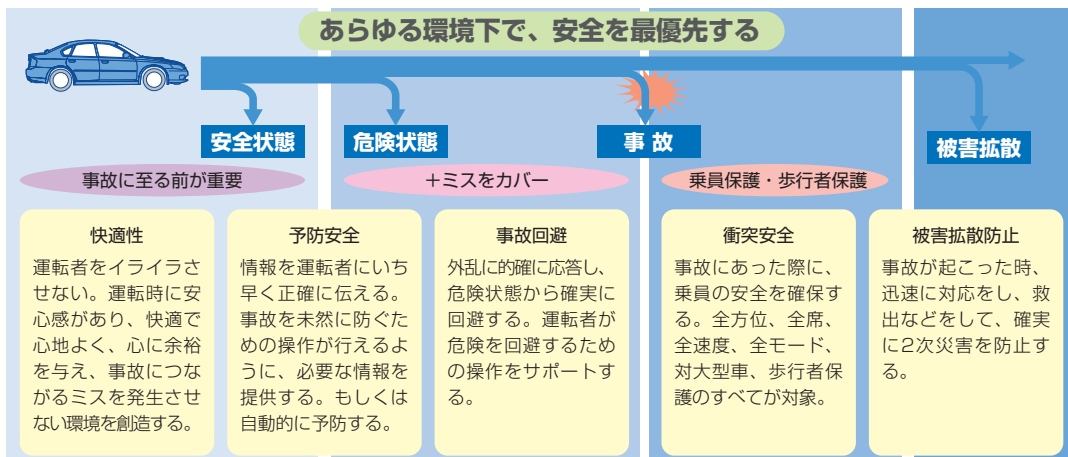 あらゆる環境下で、安全を最優先する
安全状態
危険状態
事 故
被害拡散
事故に至る前が重要
＋ミスをカバー
乗員保護・歩行者保護
快適性
運転者をイライラさ
せない。運転時に安
心感があり、快適で
心地よく、心に余裕
を与え、事故につな
がるミスを発生させ
ない環境を創造する。
予防安全
情報を運転者にいち
早く正確に伝える。
事故を未然に防ぐた
めの操作が行えるよ
うに、必要な情報を
提供する。もしくは
自動的に予防する。
事故回避
外乱に的確に応答し、
危険状態から確実に
回避する。運転者が
危険を回避するため
の操作をサポートす
る。
衝突安全
事故にあった際に、
乗員の安全を確保す
る。全方位、全席、
全速度、全モード、
対大型車、歩行者保
護のすべてが対象。
被害拡散防止
事故が起こった時、
迅速に対応をし、救
出などをして、確実
に2次災害を防止す
る。